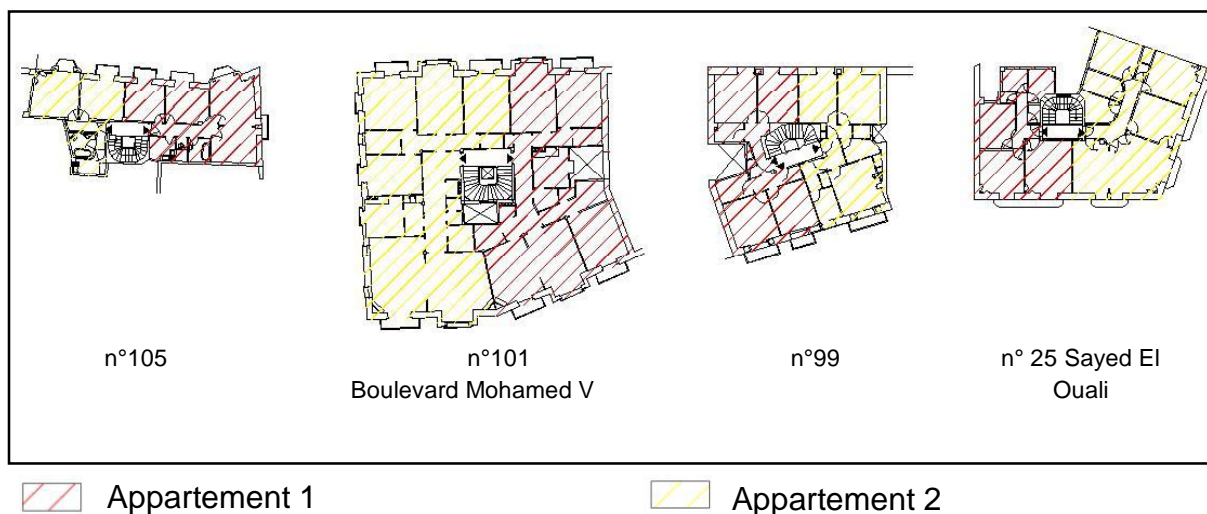 n°105
n°101
Boulevard Mohamed V
n°99
n° 25 Sayed El
Ouali
Appartement 1
Appartement 2